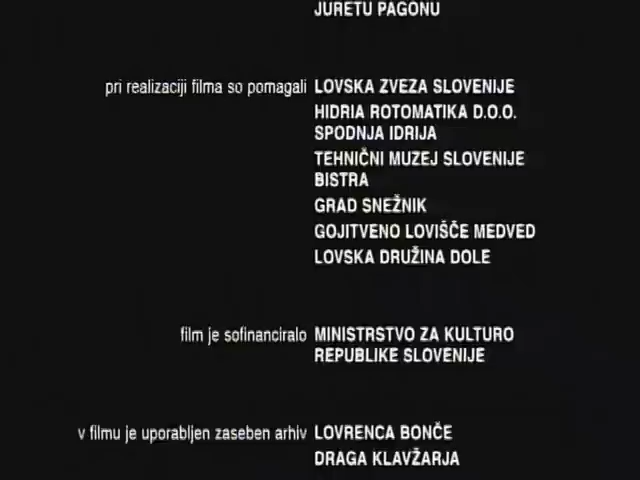 JURETU PAGONU
pri realizaciji filma so pomagali LOVSKA ZVEZA SLOVENIJE
HIDRIA ROTOMATIKA D.O.O.
SPODNJA IDRIJA
TEHNIČNI MUZEJ SLOVENIJE
BISTRA
GRAD SNEŽNIK
GOJITVENO LOVIŠČE MEDVED
LOVSKA DRUŽINA DOLE
film je sofinanciralo MINISTRSTVO ZA KULTURO
REPUBLIKE SLOVENIJE
v filmu je uporabljen zaseben arhiv LOVRENCA BONČE
DRAGA KLAVŽARJA